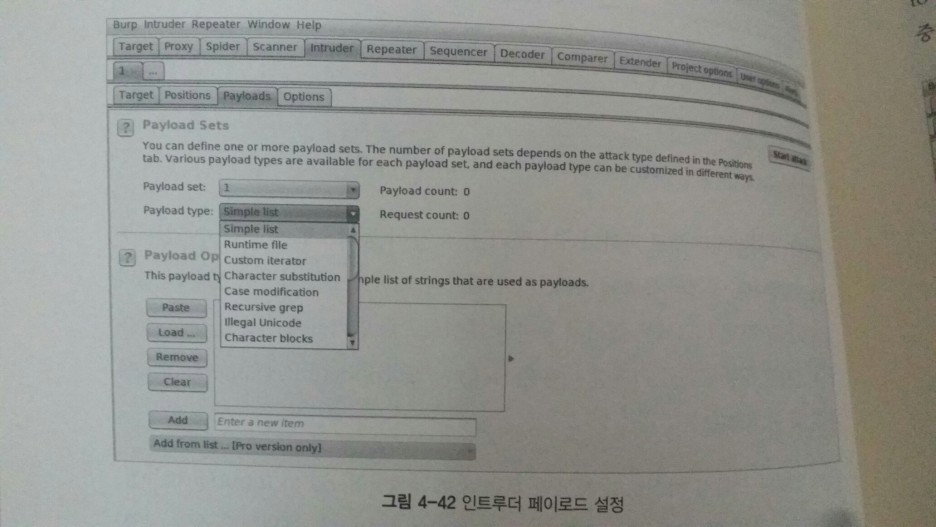 Burp Intruder Repeater Window Help
Target Proxy Spider Scanner Intruder Repeater Sequencer Decoder Comparer Extender Project options User options
1 ...
Target Positions Payloads Options
? Payload Sets
You can define one or more payload sets. The number of payload sets depends on the attack type defined in the Positions
Start attack
tab. Various payload types are available for each payload set, and each payload type can be customized in different ways.
Payload set: 1 Payload count: 0
Payload type: Simple list Request count: 0
Simple list
Runtime file
? Payload Op
Custom iterator
This payload ty
Character substitution
mple list of strings that are used as payloads.
Case modification
Paste
Recursive grep
Illegal Unicode
Load ...
Character blocks
Remove
Clear
Add Enter a new item
Add from list ... [Pro version only]
그림 4-42 인트루더 페이로드 설정